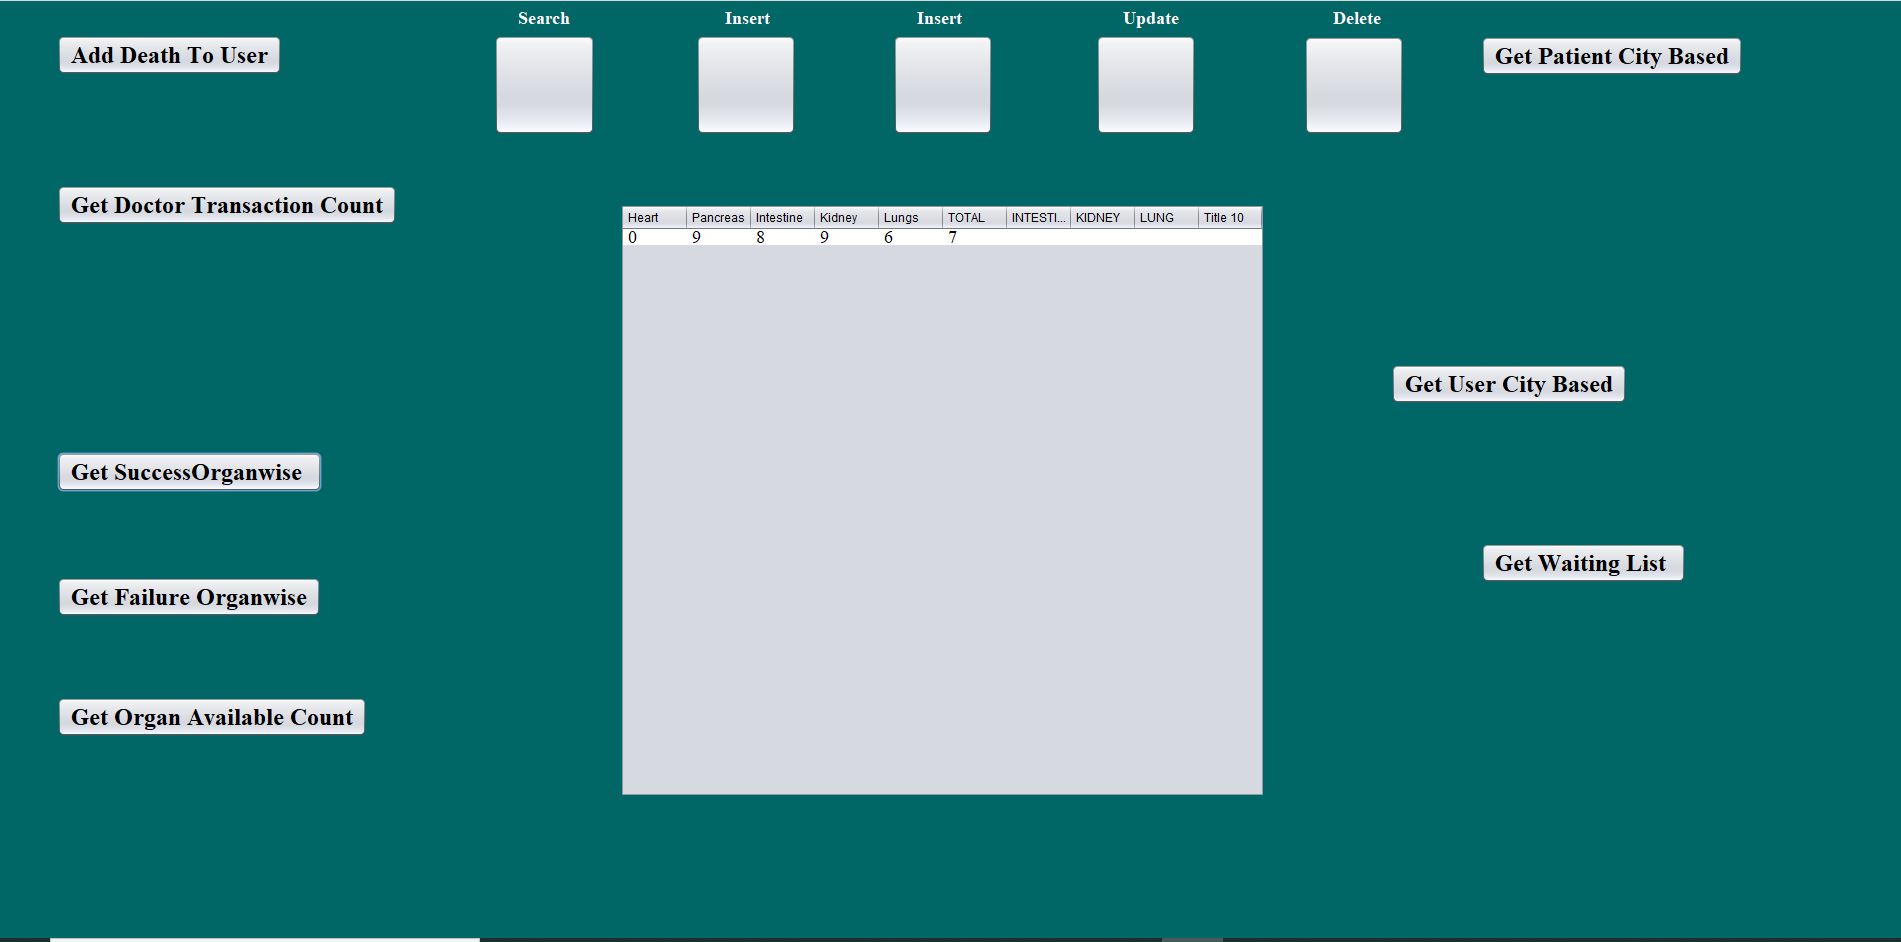 Search Insert Insert Update Delete
Add Death To User
Get Patient City Based
Get Doctor Transaction Count
Heart Pancreas Intestine Kidney Lungs TOTAL INTESTI... KIDNEY LUNG Title 10
0 9 8 9 6 7
Get User City Based
Get SuccessOrganwise
Get Waiting List
Get Failure Organwise
Get Organ Available Count